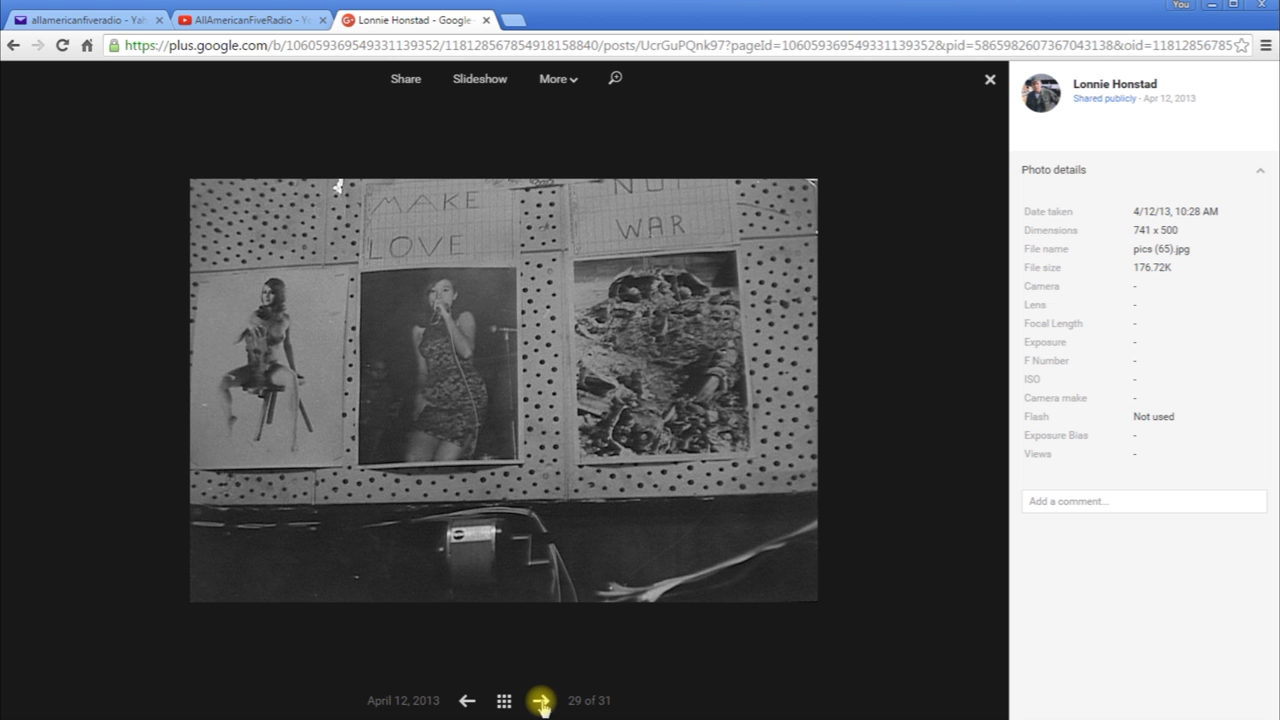 You
allamericanfiveradio - Yah
AllAmericanFiveRadio - Yo
Lonnie Honstad - Google
https://plus.google.com/b/106059369549331139352/118128567854918158840/posts/UcrGuPQnk97?pageId=106059369549331139352&pid=5865982607367043138&oid=11812856785
Share
Slideshow
More
Lonnie Honstad
Shared publicly - Apr 12, 2013
Photo details
Date taken 4/12/13, 10:28 AM
Dimensions 741 x 500
File name pics (65).jpg
File size 176.72K
Camera -
Lens -
Focal Length -
Exposure -
F Number -
ISO -
Camera make -
Flash Not used
Exposure Bias -
Views -
Add a comment...
MAKE
LOVE
NOT
WAR
April 12, 2013
29 of 31